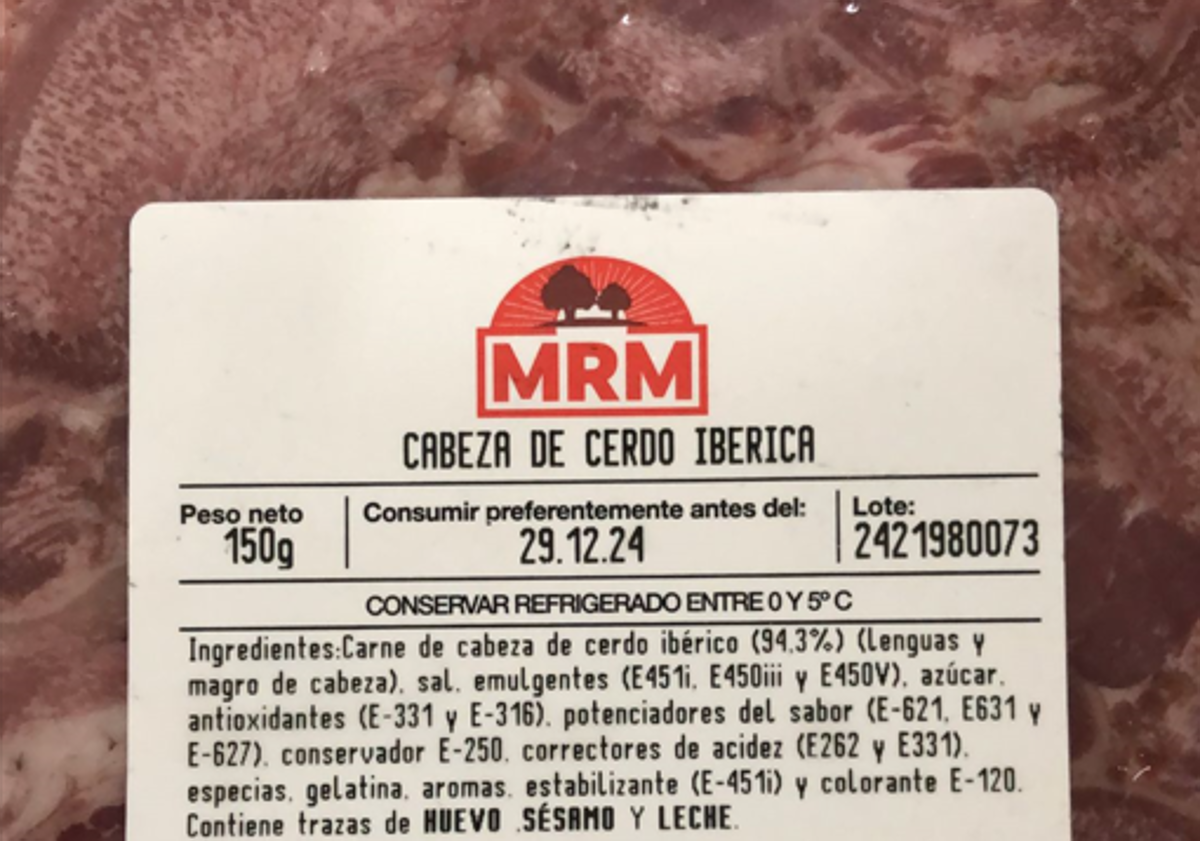 MRM
CABEZA DE CERDO IBERICA
Peso neto
150g
Consumir preferentemente antes del:
29.12.24
Lote:
2421980073
CONSERVAR REFRIGERADO ENTRE 0 Y 5º C
Ingredientes:Carne de cabeza de cerdo ibérico (94,3%) (lenguas y
magro de cabeza), sal, emulgentes (E451i, E450iii y E450V), azúcar,
antioxidantes (E-331 y E-316), potenciadores del sabor (E-621, E631 y
E-627), conservador E-250, correctores de acidez (E262 y E331),
especias, gelatina, aromas, estabilizante (E-451i) y colorante E-120.
Contiene trazas de HUEVO ,SÉSAMO Y LECHE.